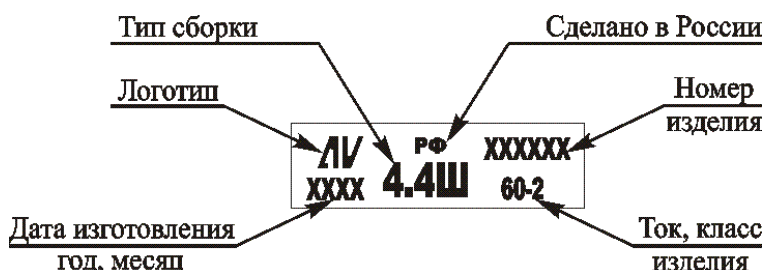 Тип сборки
Сделано в России
Логотип
Номер
изделия
РФ
XXXXXX
XXXX
4.4Ш
60-2
Дата изготовления
год, месяц
Ток, класс
изделия